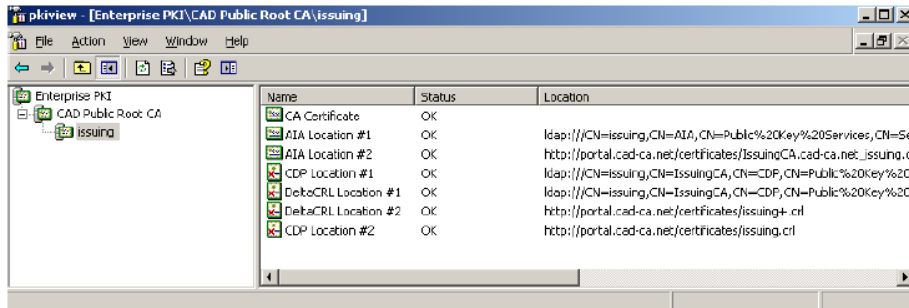 pkiview - [Enterprise PKI\CAD Public Root CA\issuing]
File Action View Window Help
Enterprise PKI
CAD Public Root CA
issuing
Name Status Location
CA Certificate OK
AIA Location #1 OK ldap:///CN=issuing,CN=AIA,CN=Public%20Key%20Services,CN=Se
AIA Location #2 OK http://portal.cad-ca.net/certificates/IssuingCA.cad-ca.net_issuing.c
CDP Location #1 OK ldap:///CN=issuing,CN=IssuingCA,CN=CDP,CN=Public%20Key%20
DeltaCRL Location #1 OK ldap:///CN=issuing,CN=IssuingCA,CN=CDP,CN=Public%20Key%20
DeltaCRL Location #2 OK http://portal.cad-ca.net/certificates/issuing+.crl
CDP Location #2 OK http://portal.cad-ca.net/certificates/issuing.crl